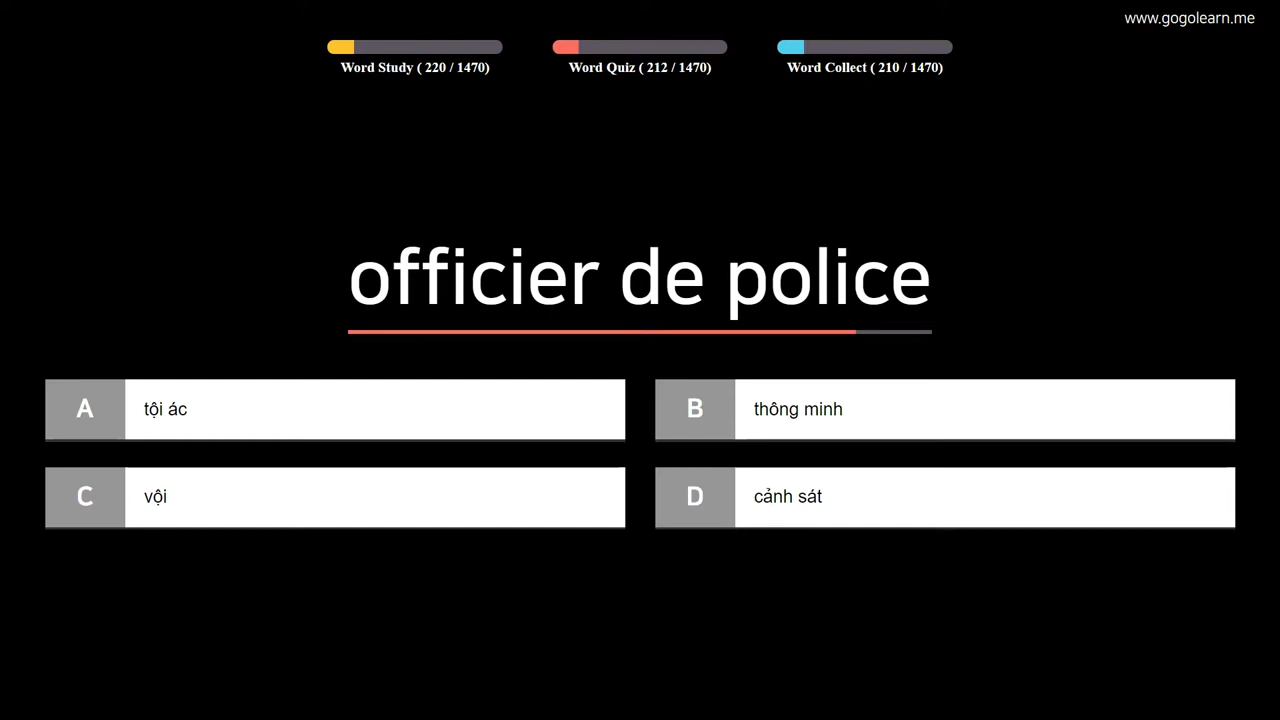 www.gogolearn.me
Word Study ( 220 / 1470)
Word Quiz ( 212 / 1470)
Word Collect ( 210 / 1470)
officier de police
A tội ác
B thông minh
C vội
D cảnh sát